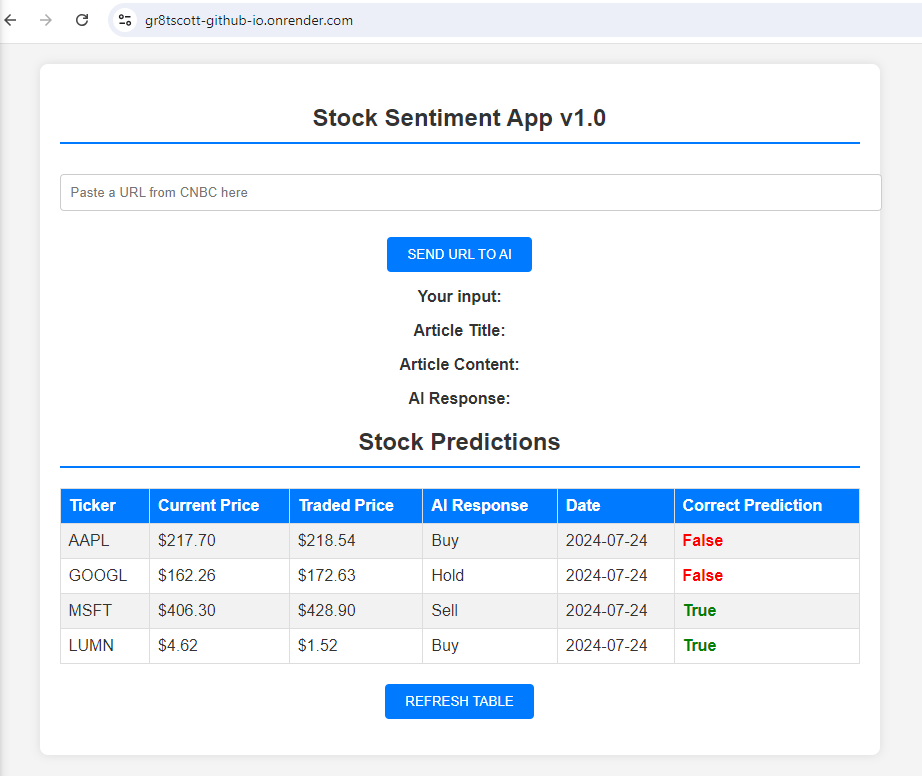 gr8tscott-github-io.onrender.com
Stock Sentiment App v1.0
Paste a URL from CNBC here
SEND URL TO AI
Your input:
Article Title:
Article Content:
AI Response:
Stock Predictions
Ticker Current Price Traded Price AI Response Date Correct Prediction
AAPL $217.70 $218.54 Buy 2024-07-24 False
GOOGL $162.26 $172.63 Hold 2024-07-24 False
MSFT $406.30 $428.90 Sell 2024-07-24 True
LUMN $4.62 $1.52 Buy 2024-07-24 True
REFRESH TABLE